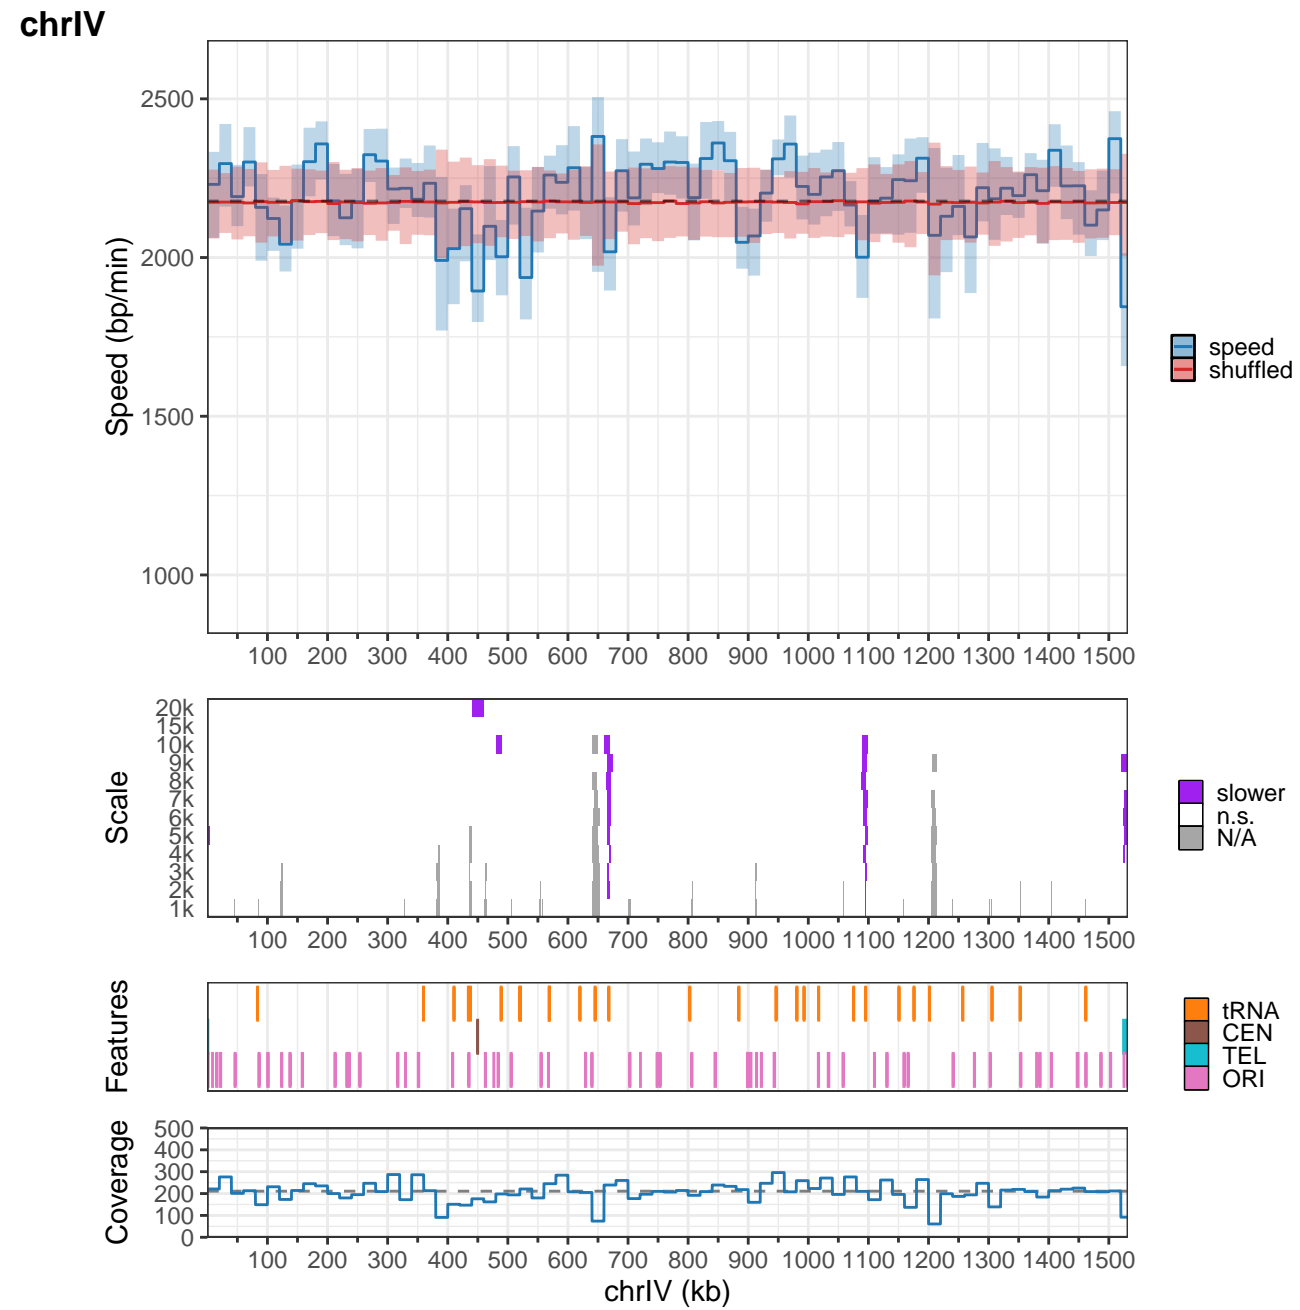 chrIV
2500
2000
1500
1000
Speed (bp/min)
100 200 300 400 500 600 700 800 900 1000 1100 1200 1300 1400 1500
speed
shuffled
20k
15k
10k
9k
8k
7k
6k
5k
4k
3k
2k
1k
Scale
100 200 300 400 500 600 700 800 900 1000 1100 1200 1300 1400 1500
slower
n.s.
N/A
Features
tRNA
CEN
TEL
ORI
500
400
300
200
100
0
Coverage
100 200 300 400 500 600 700 800 900 1000 1100 1200 1300 1400 1500
chrIV (kb)